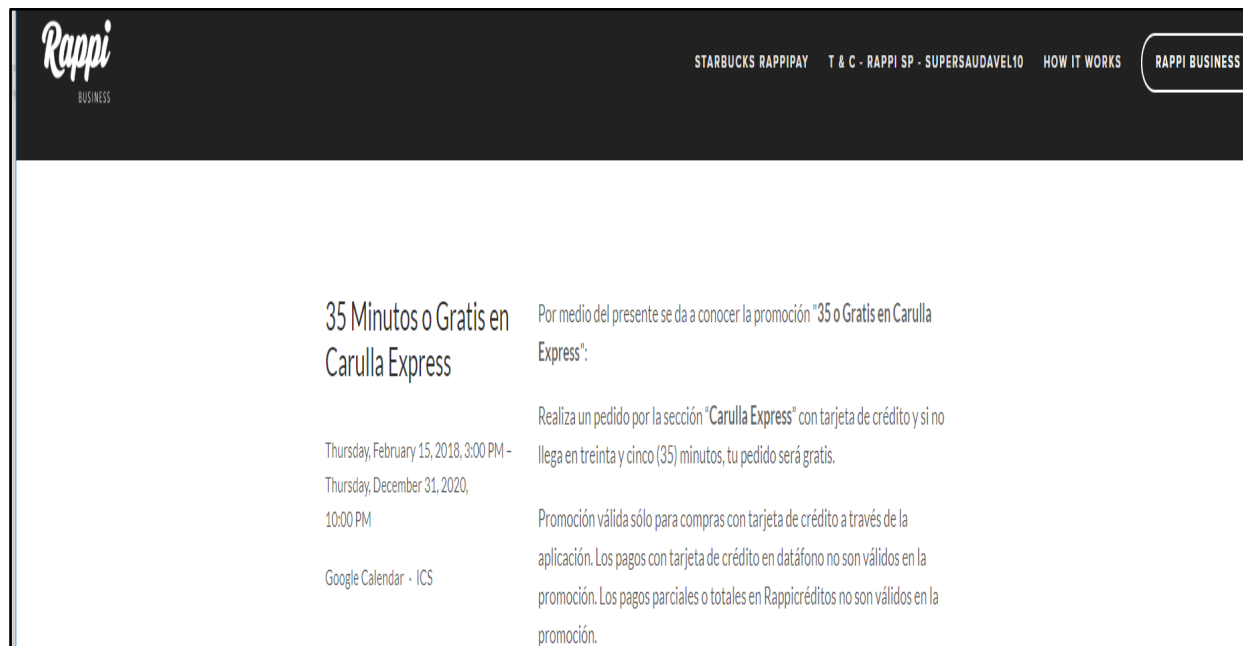 Rappi
BUSINESS
STARBUCKS RAPPIPAY T & C - RAPPI SP - SUPERSAUDAVEL10 HOW IT WORKS RAPPI BUSINESS
35 Minutos o Gratis en
Carulla Express
Thursday, February 15, 2018, 3:00 PM –
Thursday, December 31, 2020,
10:00 PM
Google Calendar · ICS
Por medio del presente se da a conocer la promoción "35 o Gratis en Carulla
Express":
Realiza un pedido por la sección "Carulla Express" con tarjeta de crédito y si no
llega en treinta y cinco (35) minutos, tu pedido será gratis.
Promoción válida sólo para compras con tarjeta de crédito a través de la
aplicación. Los pagos con tarjeta de crédito en datáfono no son válidos en la
promoción. Los pagos parciales o totales en Rappicréditos no son válidos en la
promoción.